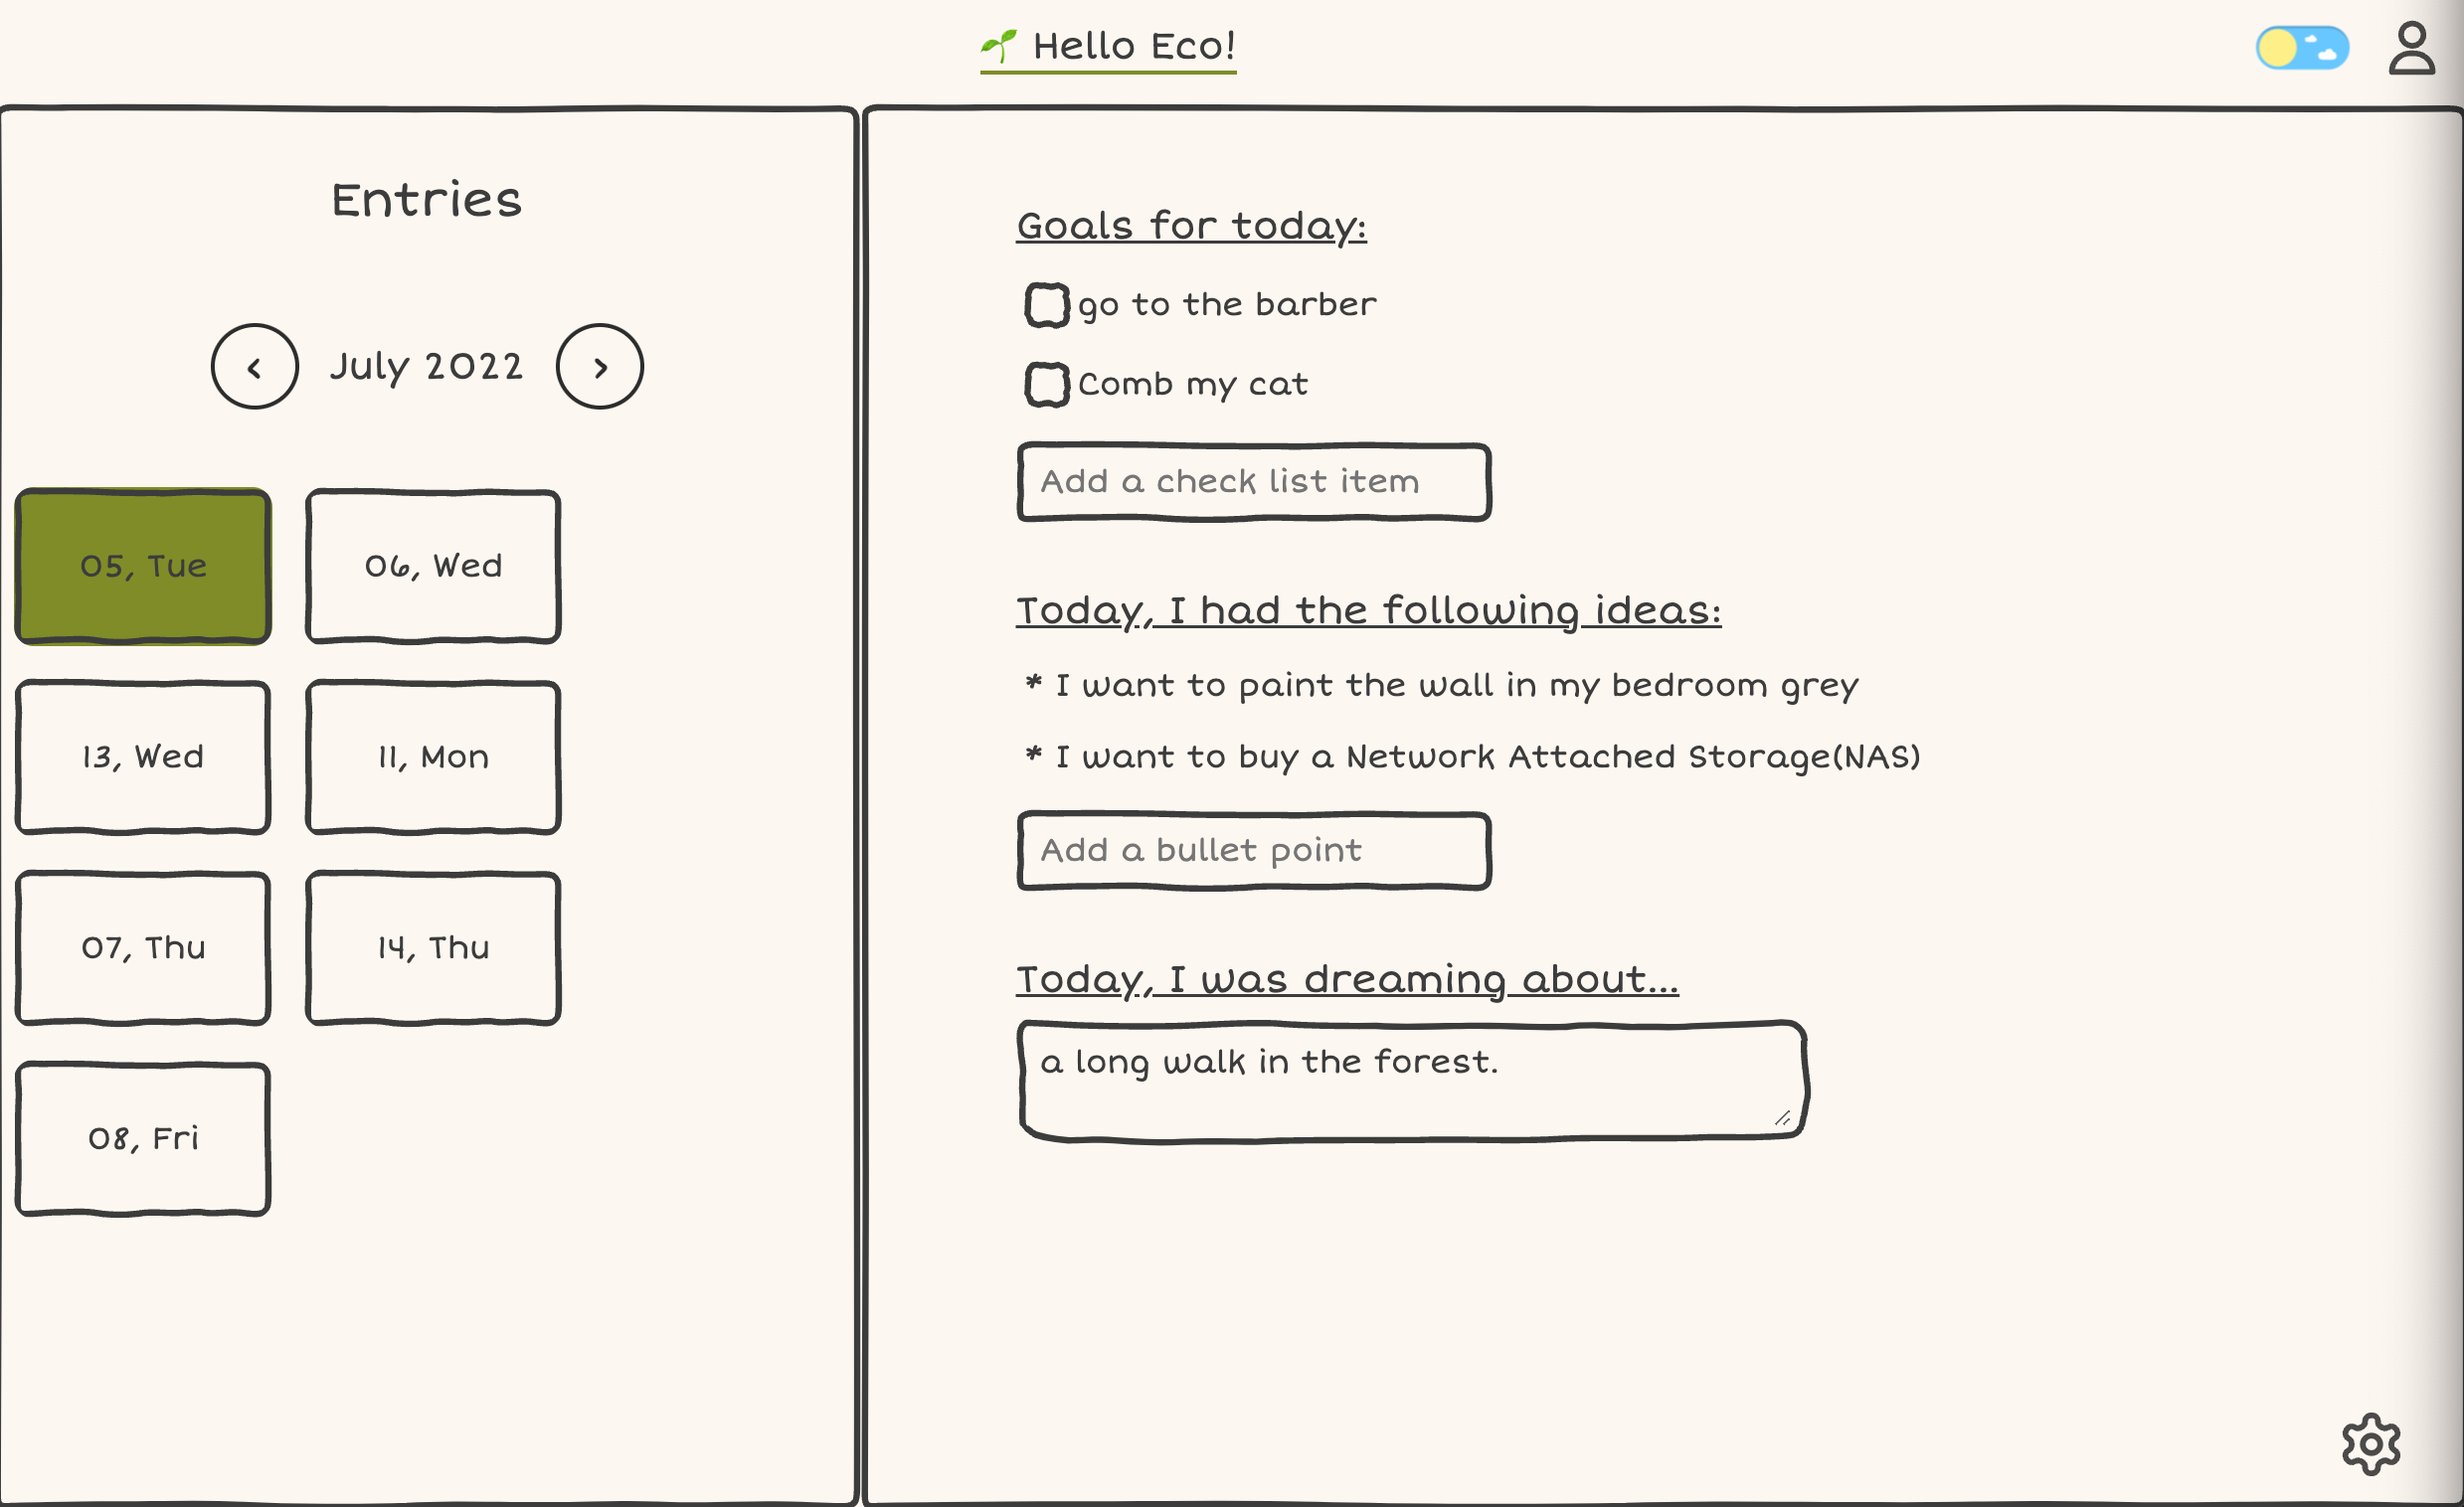 🌱 Hello Eco!
Entries
‹ July 2022 ›
05, Tue
06, Wed
13, Wed
11, Mon
07, Thu
14, Thu
08, Fri
Goals for today:
go to the barber
Comb my cat
Add a check list item
Today, I had the following ideas:
* I want to paint the wall in my bedroom grey
* I want to buy a Network Attached Storage(NAS)
Add a bullet point
Today, I was dreaming about...
a long walk in the forest.